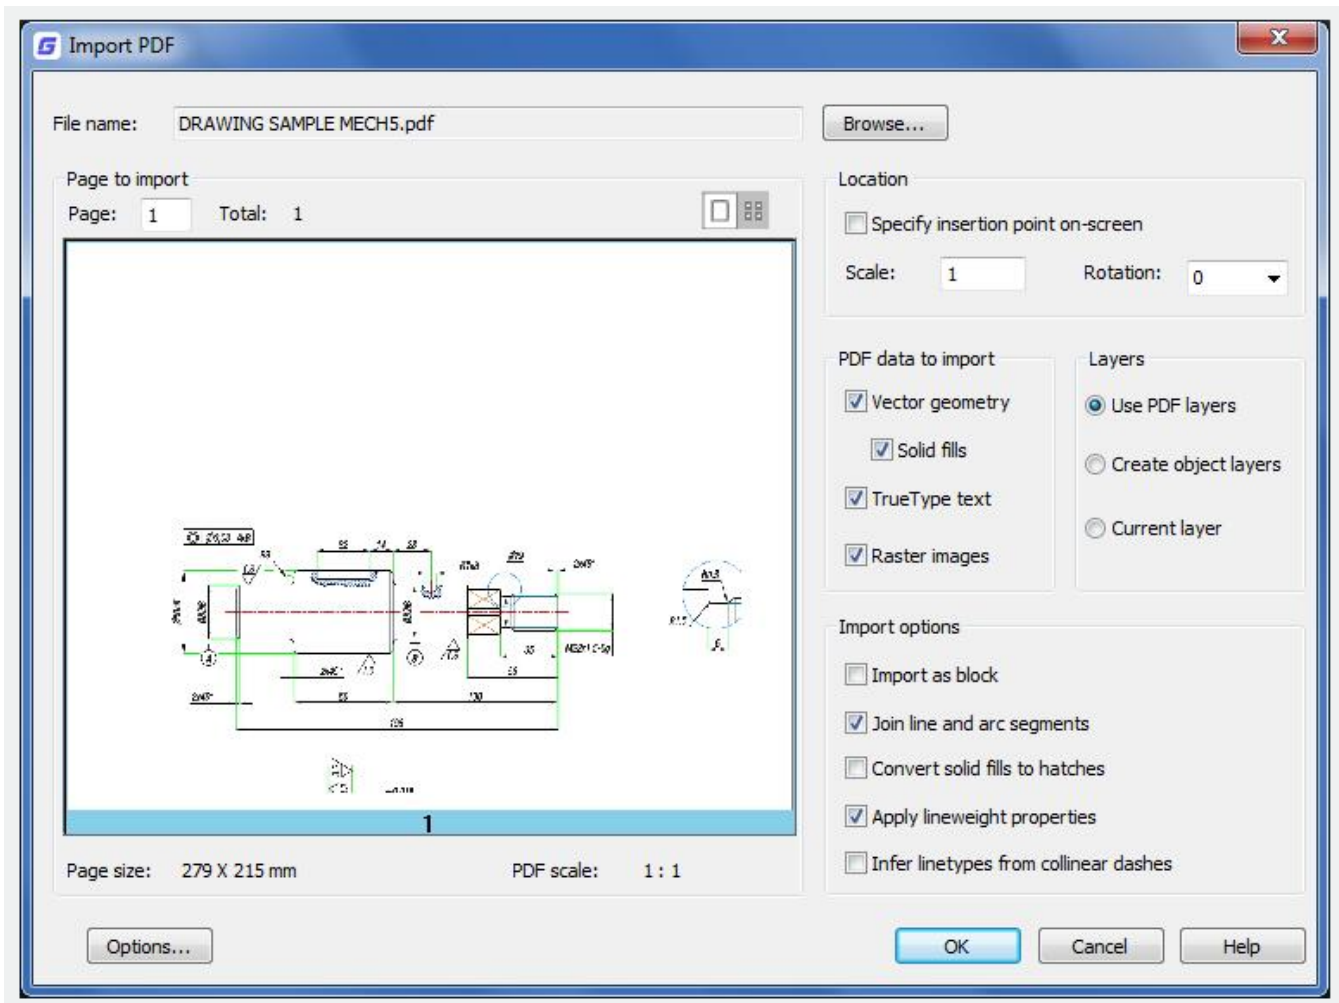 Import PDF
File name: DRAWING SAMPLE MECH5.pdf Browse...
Page to import
Page: 1 Total: 1
1
Page size: 279 X 215 mm PDF scale: 1 : 1
Location
Specify insertion point on-screen
Scale: 1 Rotation: 0
PDF data to import
Vector geometry
Solid fills
TrueType text
Raster images
Layers
Use PDF layers
Create object layers
Current layer
Import options
Import as block
Join line and arc segments
Convert solid fills to hatches
Apply lineweight properties
Infer linetypes from collinear dashes
Options... OK Cancel Help